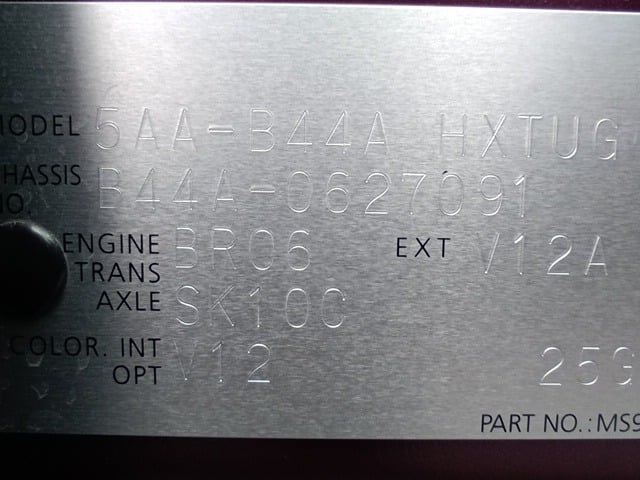 MODEL 5AA-B44A HXTUG
CHASSIS B44A-0627091
NO.
ENGINE BR06 EXT V12A
TRANS
AXLE SK10C
COLOR. INT V12 259
OPT
PART NO.: MS9